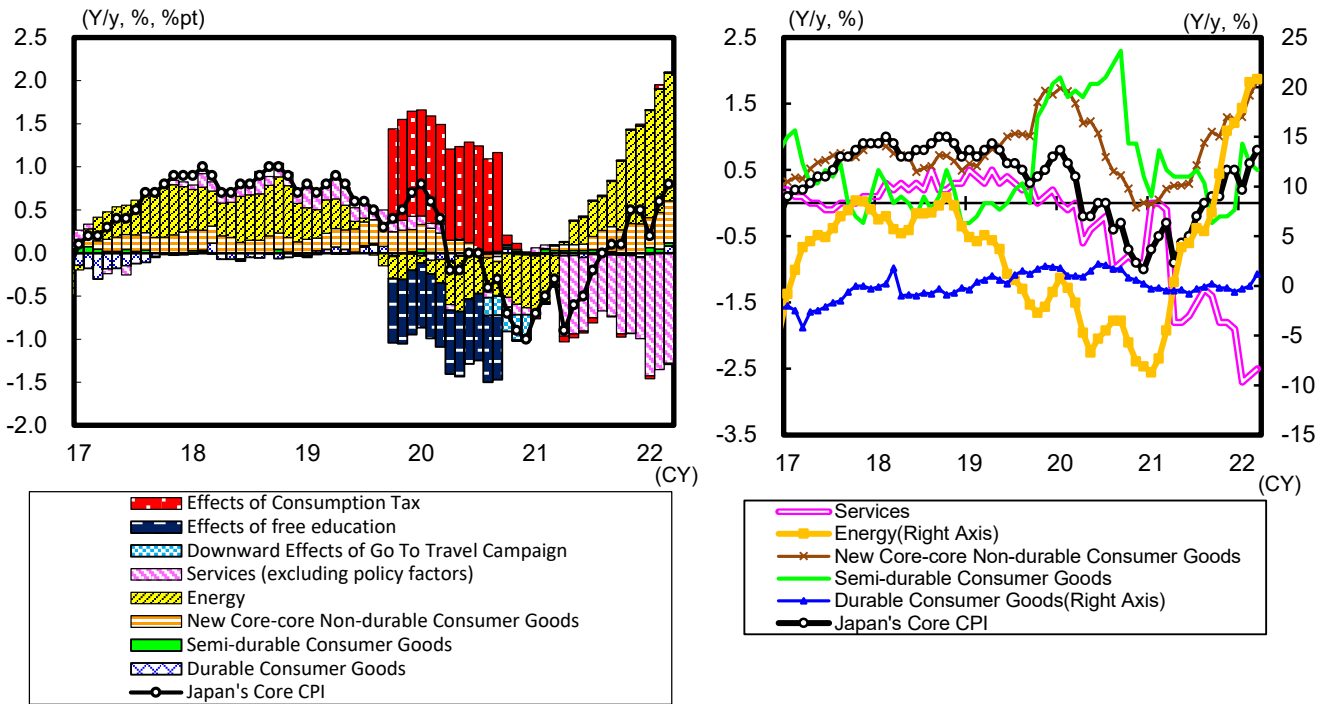 (Y/y, %, %pt)
2.5
2.0
1.5
1.0
0.5
0.0
-0.5
-1.0
-1.5
-2.0
17 18 19 20 21 22
(CY)
Effects of Consumption Tax
Effects of free education
Downward Effects of Go To Travel Campaign
Services (excluding policy factors)
Energy
New Core-core Non-durable Consumer Goods
Semi-durable Consumer Goods
Durable Consumer Goods
Japan's Core CPI
(Y/y, %)
(Y/y, %)
2.5
1.5
0.5
-0.5
-1.5
-2.5
-3.5
25
20
15
10
5
0
-5
-10
-15
17 18 19 20 21 22
(CY)
Services
Energy(Right Axis)
New Core-core Non-durable Consumer Goods
Semi-durable Consumer Goods
Durable Consumer Goods(Right Axis)
Japan's Core CPI